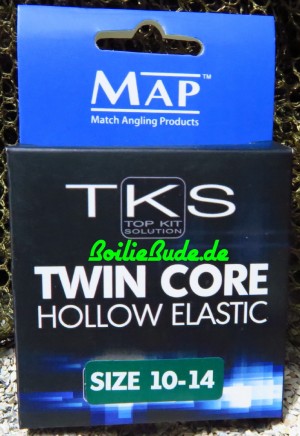 MAP™
Match Angling Products
TKS
TOP KIT
SOLUTION
BoilieBude.de
TWIN CORE
HOLLOW ELASTIC
SIZE 10-14